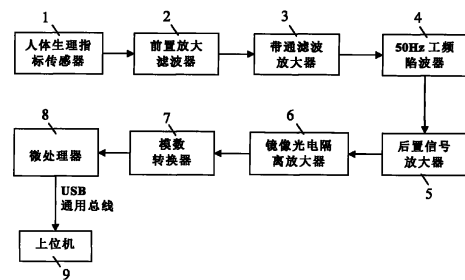 1
人体生理指
标传感器
2
前置放大
滤波器
3
带通滤波
放大器
4
50Hz工频
陷波器
后置信号
放大器
5
6
镜像光电隔
离放大器
7
模数
转换器
8
微处理器
USB
通用总线
上位机
9